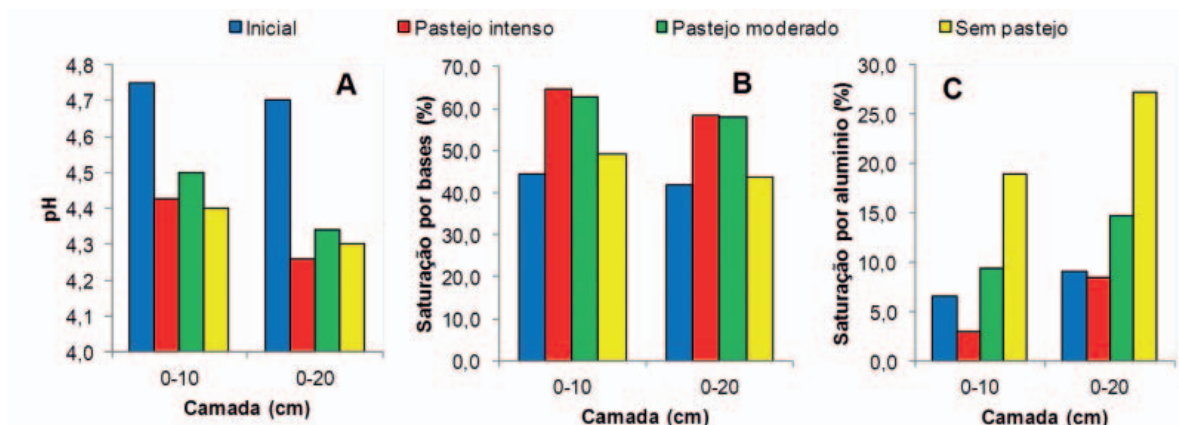 Inicial Pastejo intenso Pastejo moderado Sem pastejo
A
pH
4,8
4,7
4,6
4,5
4,4
4,3
4,2
4,1
4,0
0-10 0-20
Camada (cm)
B
Saturação por bases (%)
70,0
60,0
50,0
40,0
30,0
20,0
10,0
0,0
0-10 0-20
Camada (cm)
C
Saturação por aluminio (%)
30,0
25,0
20,0
15,0
10,0
5,0
0,0
0-10 0-20
Camada (cm)